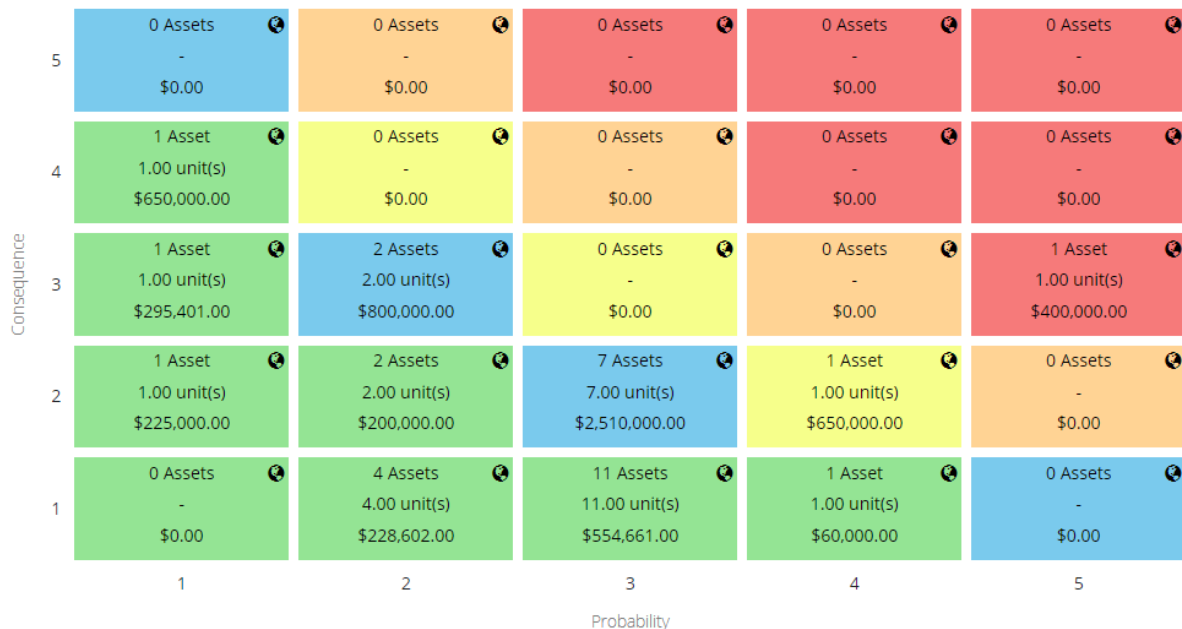 0 Assets 0 Assets 0 Assets 0 Assets 0 Assets
5 - - - - -
$0.00 $0.00 $0.00 $0.00 $0.00
1 Asset 0 Assets 0 Assets 0 Assets 0 Assets
4 1.00 unit(s) - - - -
$650,000.00 $0.00 $0.00 $0.00 $0.00
Consequence
1 Asset 2 Assets 0 Assets 0 Assets 1 Asset
3 1.00 unit(s) 2.00 unit(s) - - 1.00 unit(s)
$295,401.00 $800,000.00 $0.00 $0.00 $400,000.00
1 Asset 2 Assets 7 Assets 1 Asset 0 Assets
2 1.00 unit(s) 2.00 unit(s) 7.00 unit(s) 1.00 unit(s) -
$225,000.00 $200,000.00 $2,510,000.00 $650,000.00 $0.00
0 Assets 4 Assets 11 Assets 1 Asset 0 Assets
1 - 4.00 unit(s) 11.00 unit(s) 1.00 unit(s) -
$0.00 $228,602.00 $554,661.00 $60,000.00 $0.00
1 2 3 4 5
Probability